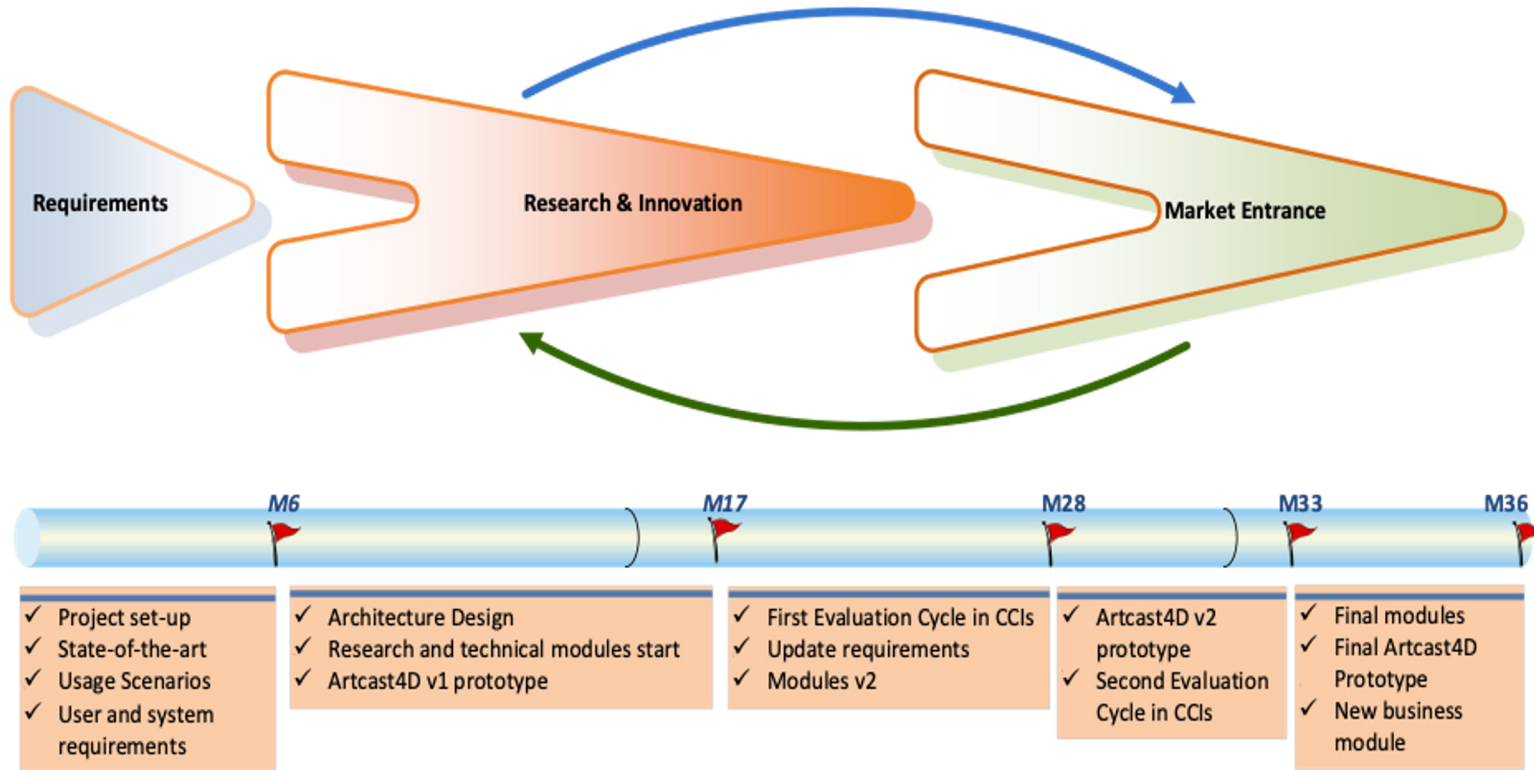 Requirements
Research & Innovation
Market Entrance
M6
M17
M28
M33
M36
✓ Project set-up
✓ State-of-the-art
✓ Usage Scenarios
✓ User and system
requirements
✓ Architecture Design
✓ Research and technical modules start
✓ Artcast4D v1 prototype
✓ First Evaluation Cycle in CCIs
✓ Update requirements
✓ Modules v2
✓ Artcast4D v2
prototype
✓ Second Evaluation
Cycle in CCIs
✓ Final modules
✓ Final Artcast4D
Prototype
✓ New business
module